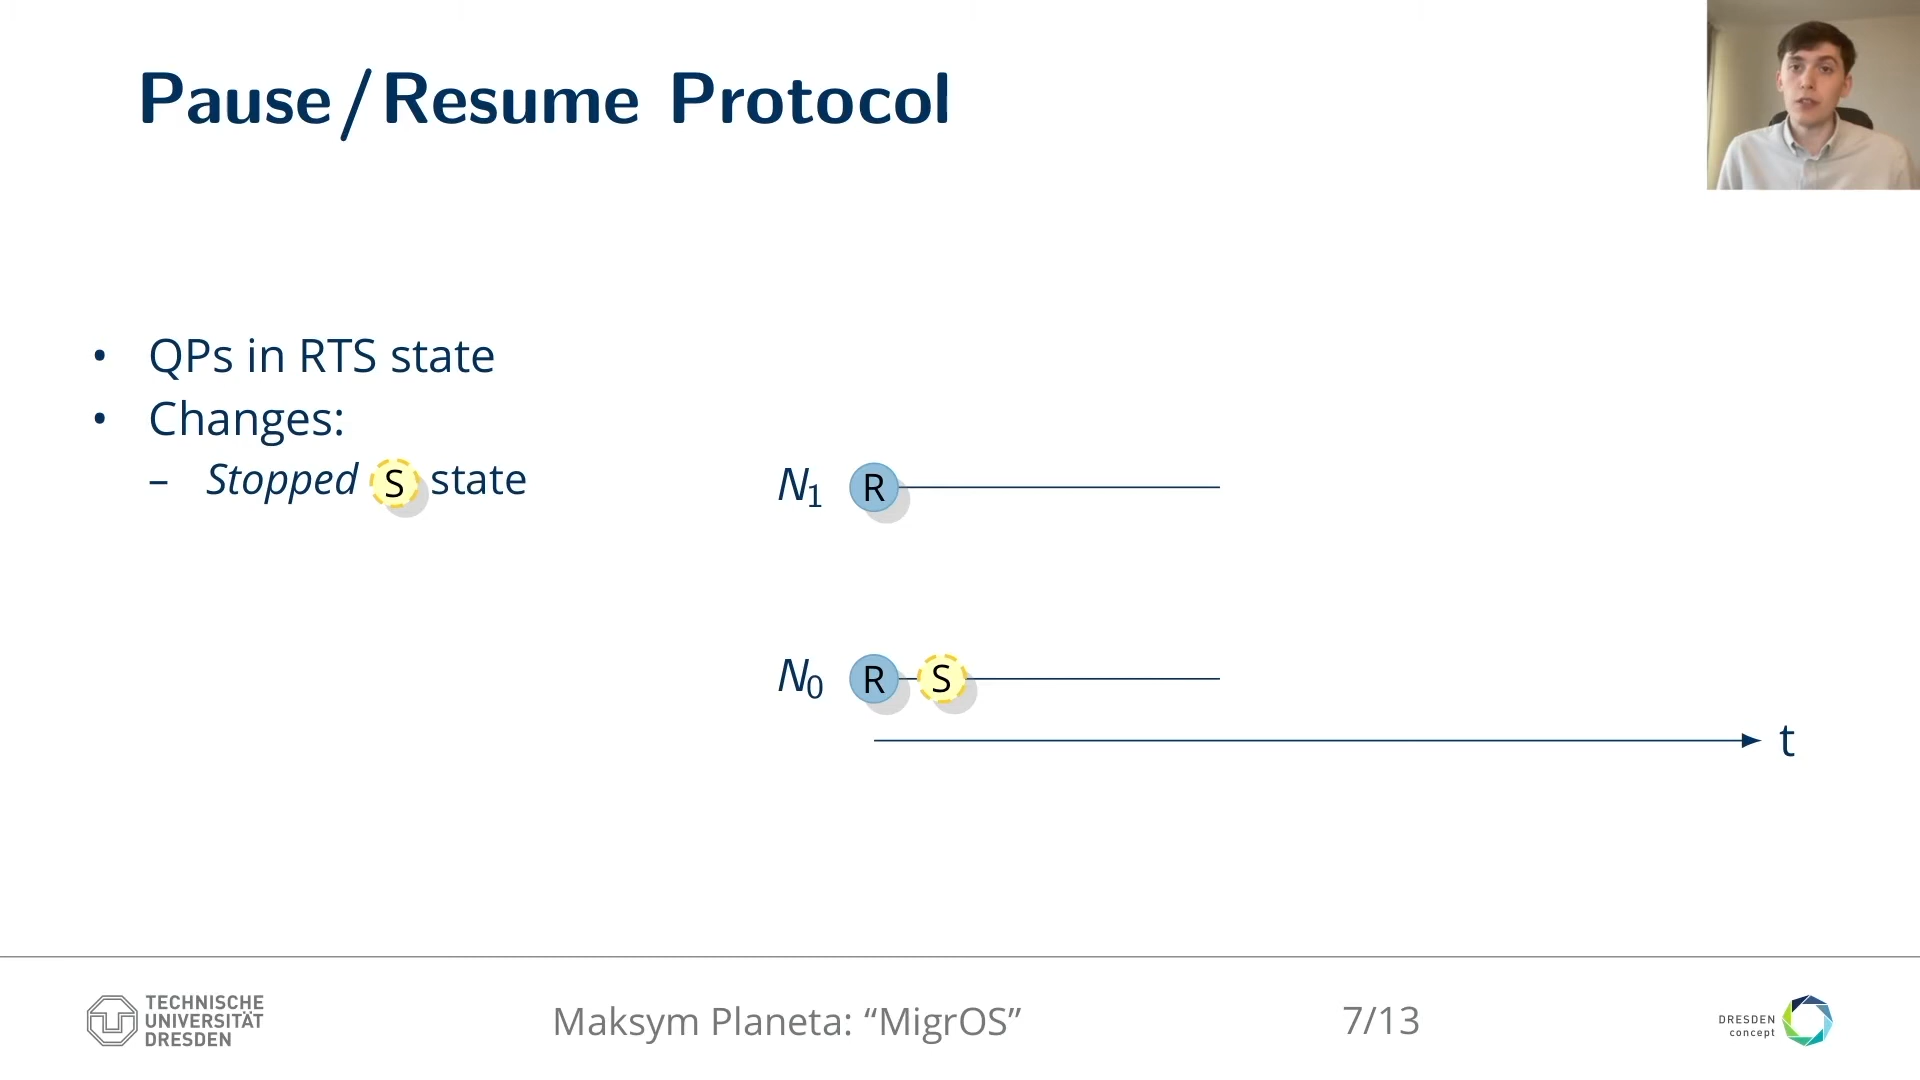 Pause/Resume Protocol
• QPs in RTS state
• Changes:
– Stopped S state
N1 R
N0 R S
t
TECHNISCHE
UNIVERSITÄT
DRESDEN
Maksym Planeta: “MigrOS”
7/13
DRESDEN
concept